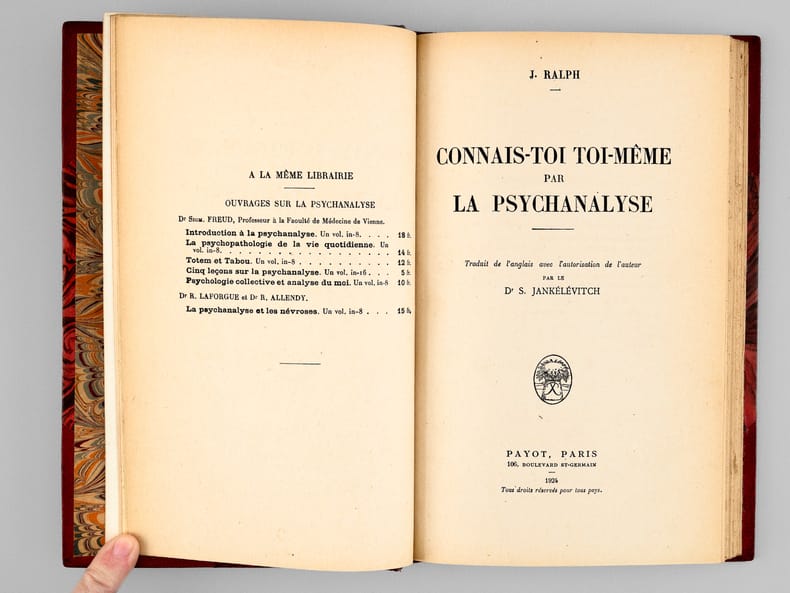 A LA MÊME LIBRAIRIE
OUVRAGES SUR LA PSYCHANALYSE
Dr Sigm. FREUD, Professeur à la Faculté de Médecine de Vienne.
Introduction à la psychanalyse. Un vol. in-8. . . . 18 fr.
La psychopathologie de la vie quotidienne. Un
vol. in-8. . . . . . . . . . . . . . . . . . 14 fr.
Totem et Tabou. Un vol. in-8 . . . . . . . . . 12 fr.
Cinq leçons sur la psychanalyse. Un vol. in-16 . . . 5 fr.
Psychologie collective et analyse du moi. Un vol. in-8 10 fr.
Dr R. LAFORGUE et Dr R. ALLENDY.
La psychanalyse et les névroses. Un vol. in-8 . . . 15 fr.
J. RALPH
CONNAIS-TOI TOI-MÊME
PAR
LA PSYCHANALYSE
Traduit de l'anglais avec l'autorisation de l'auteur
PAR LE
Dr S. JANKÉLÉVITCH
PAYOT, PARIS
106, BOULEVARD ST-GERMAIN
1924
Tous droits réservés pour tous pays.